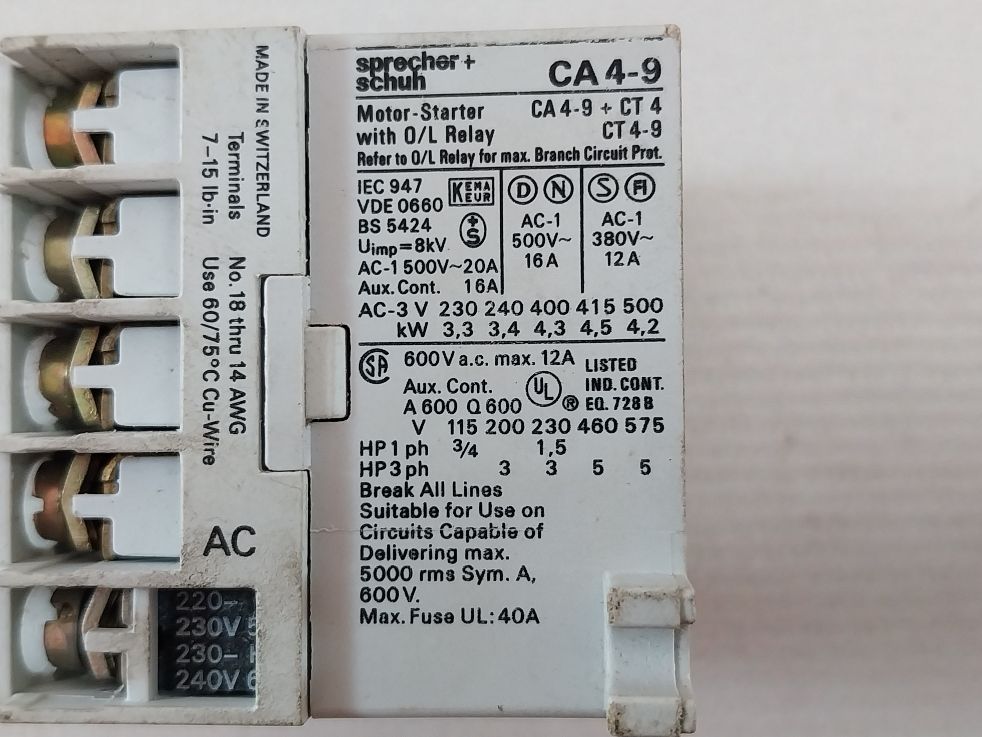 MADE IN SWITZERLAND
Terminals No. 18 thru 14 AWG
7-15 lb·in Use 60/75°C Cu-Wire
AC
220-
230V 5
230-
240V 6
sprecher+
schuh
CA 4-9
Motor-Starter CA 4-9 + CT 4
with O/L Relay CT 4-9
Refer to O/L Relay for max. Branch Circuit Prot.
IEC 947 KEMA
VDE 0660 EUR
BS 5424 +S
Uimp=8kV
AC-1 500V~20A
Aux. Cont. 16A
D N
AC-1
500V~
16A
S FI
AC-1
380V~
12A
AC-3 V 230 240 400 415 500
kW 3,3 3,4 4,3 4,5 4,2
SA 600V a.c. max. 12A
Aux. Cont.
A 600 Q 600
UL ®
LISTED
IND. CONT.
EQ. 728 B
V 115 200 230 460 575
HP 1 ph 3/4 1,5
HP 3 ph 3 3 5 5
Break All Lines
Suitable for Use on
Circuits Capable of
Delivering max.
5000 rms Sym. A,
600 V.
Max. Fuse UL: 40A